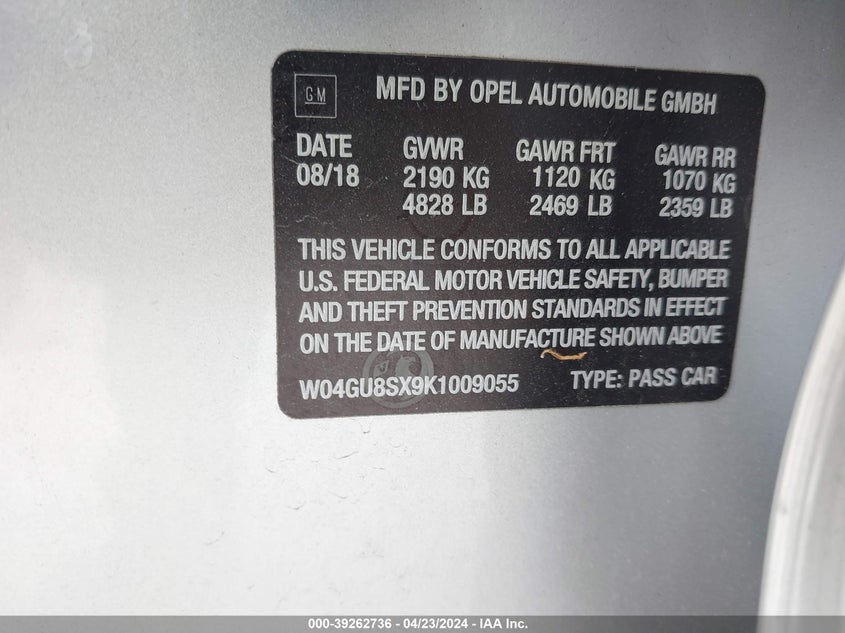 GM
MFD BY OPEL AUTOMOBILE GMBH
DATE GVWR GAWR FRT GAWR RR
08/18 2190 KG 1120 KG 1070 KG
4828 LB 2469 LB 2359 LB
THIS VEHICLE CONFORMS TO ALL APPLICABLE
U.S. FEDERAL MOTOR VEHICLE SAFETY, BUMPER
AND THEFT PREVENTION STANDARDS IN EFFECT
ON THE DATE OF MANUFACTURE SHOWN ABOVE
W04GU8SX9K1009055 TYPE: PASS CAR
000-39262736 - 04/23/2024 - IAA Inc.